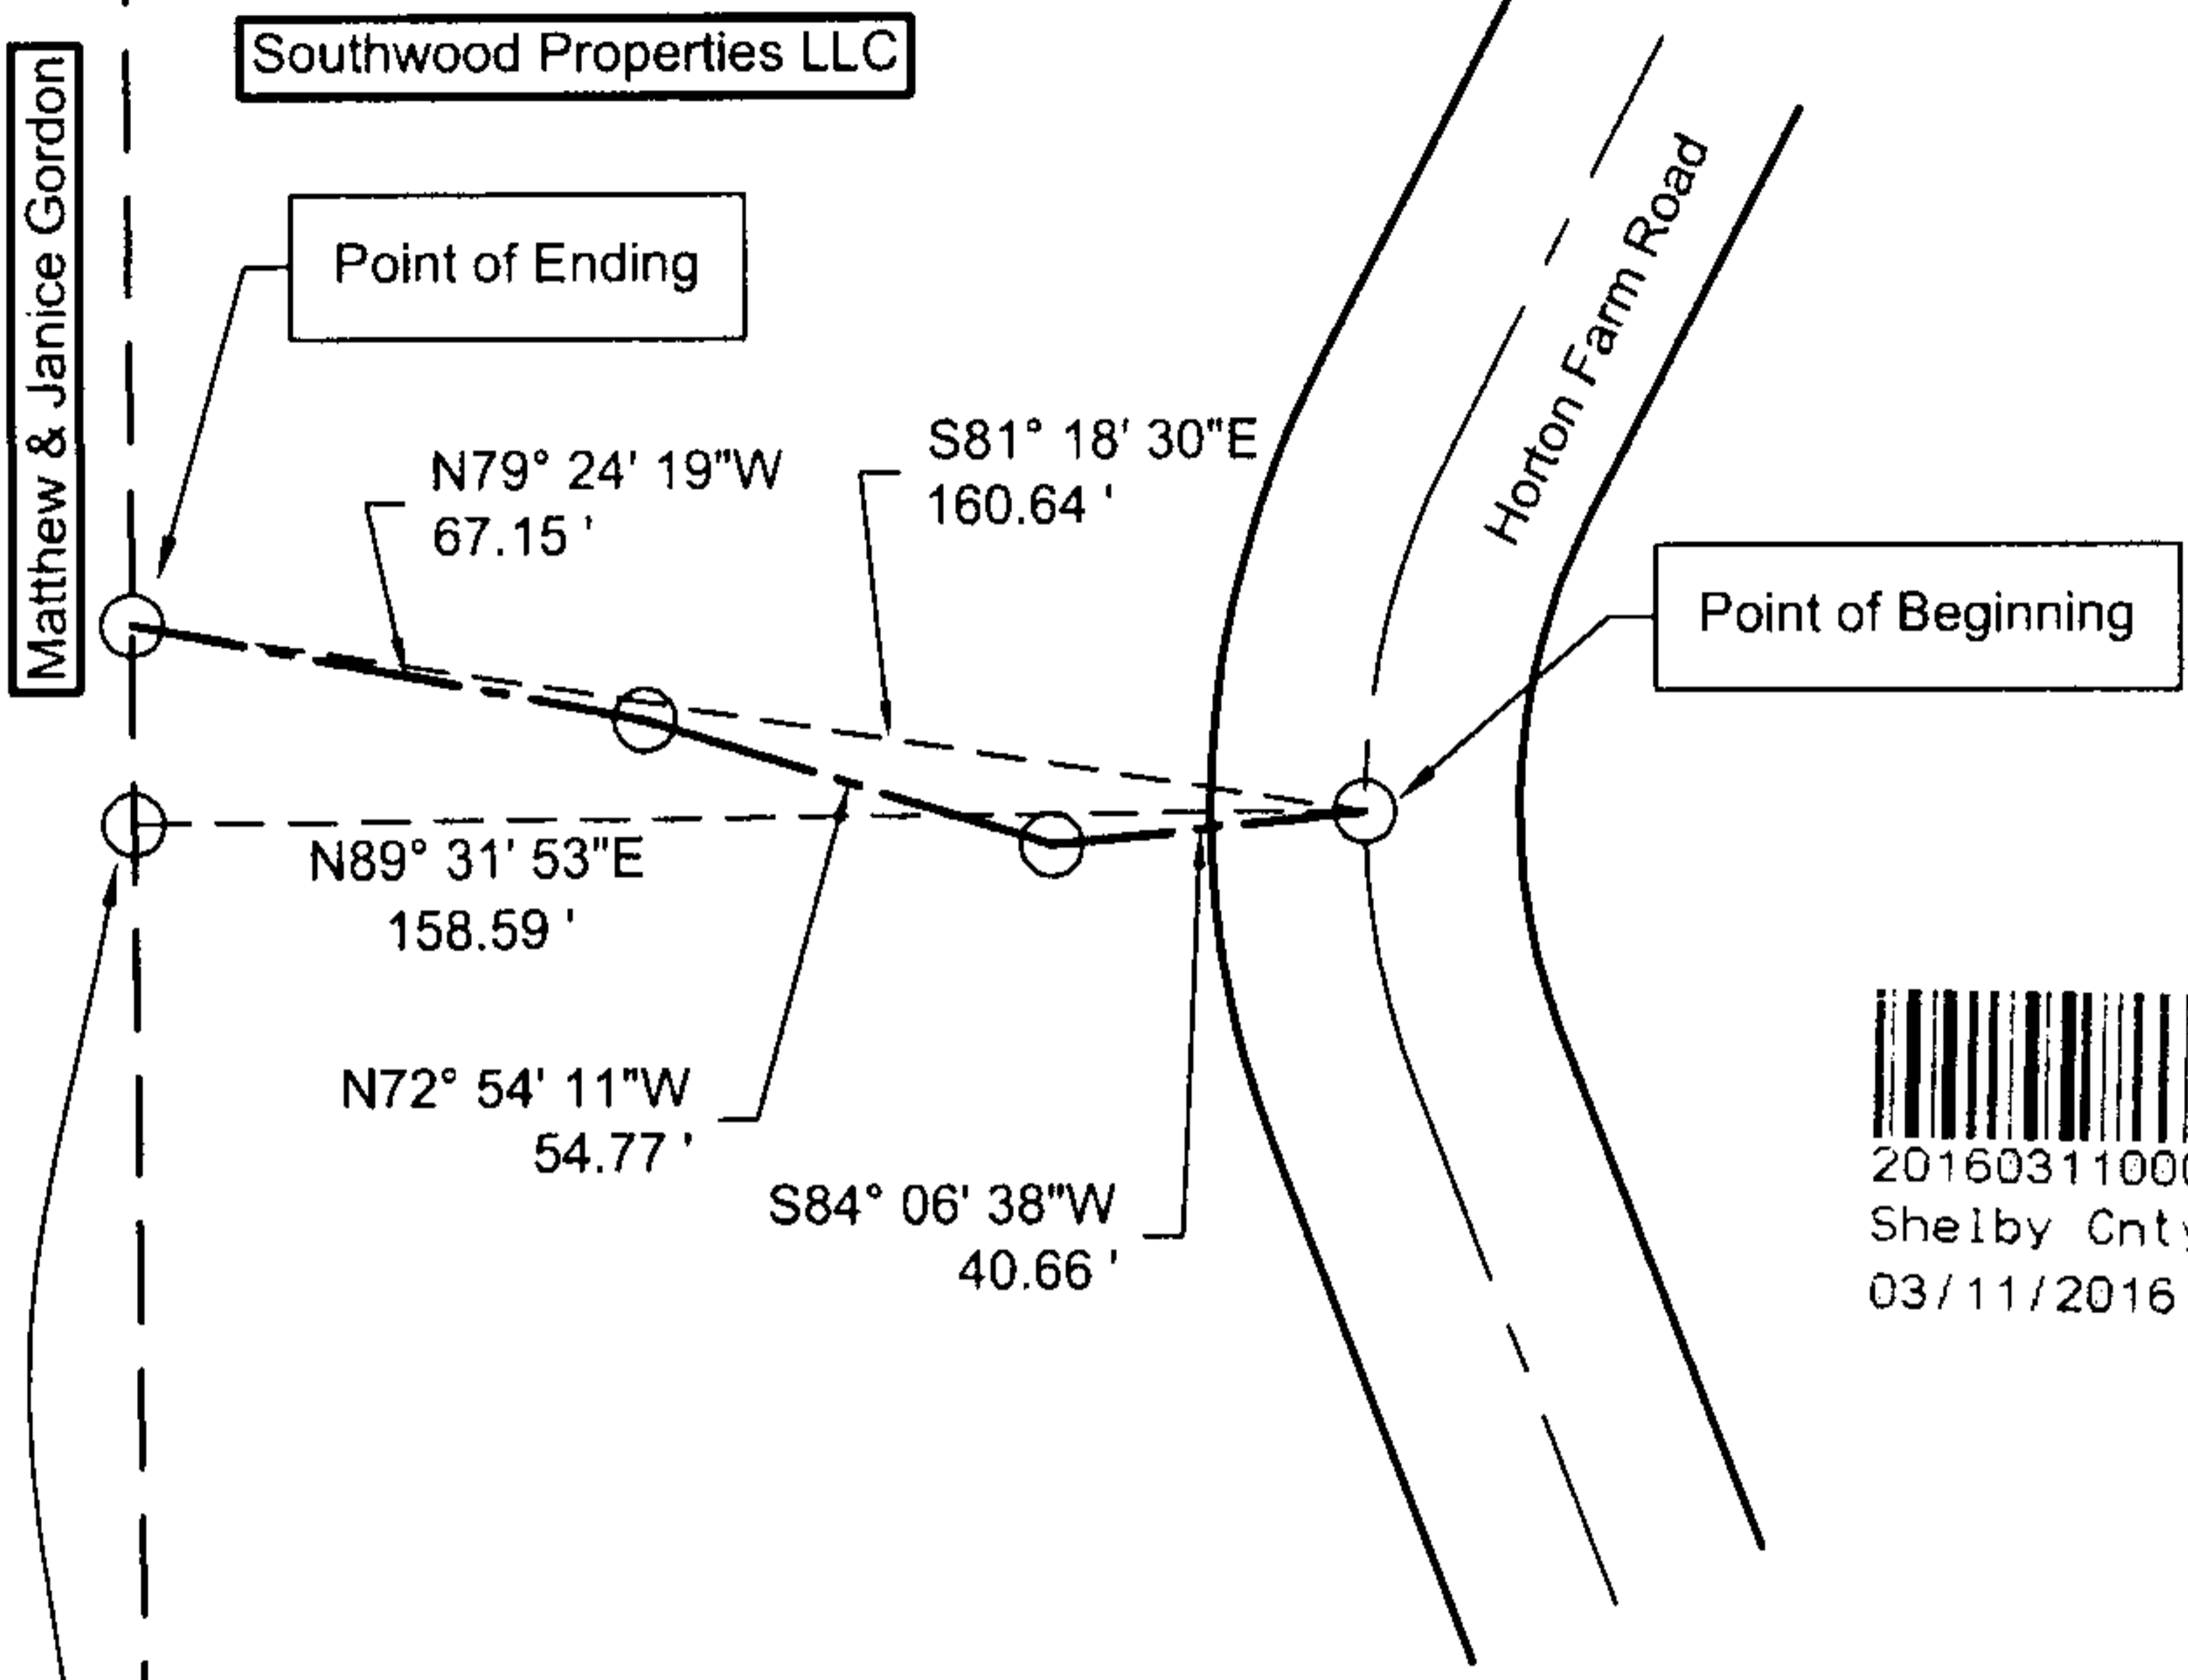 Southwood Properties LLC
Matthew & Janice Gordon
Point of Ending
Horton Farm Road
N79° 24' 19"W
67.15 '
S81° 18' 30"E
160.64 '
Point of Beginning
N89° 31' 53"E
158.59 '
N72° 54' 11"W
54.77 '
S84° 06' 38"W
40.66 '
20160311000
Shelby Cnty
03/11/2016